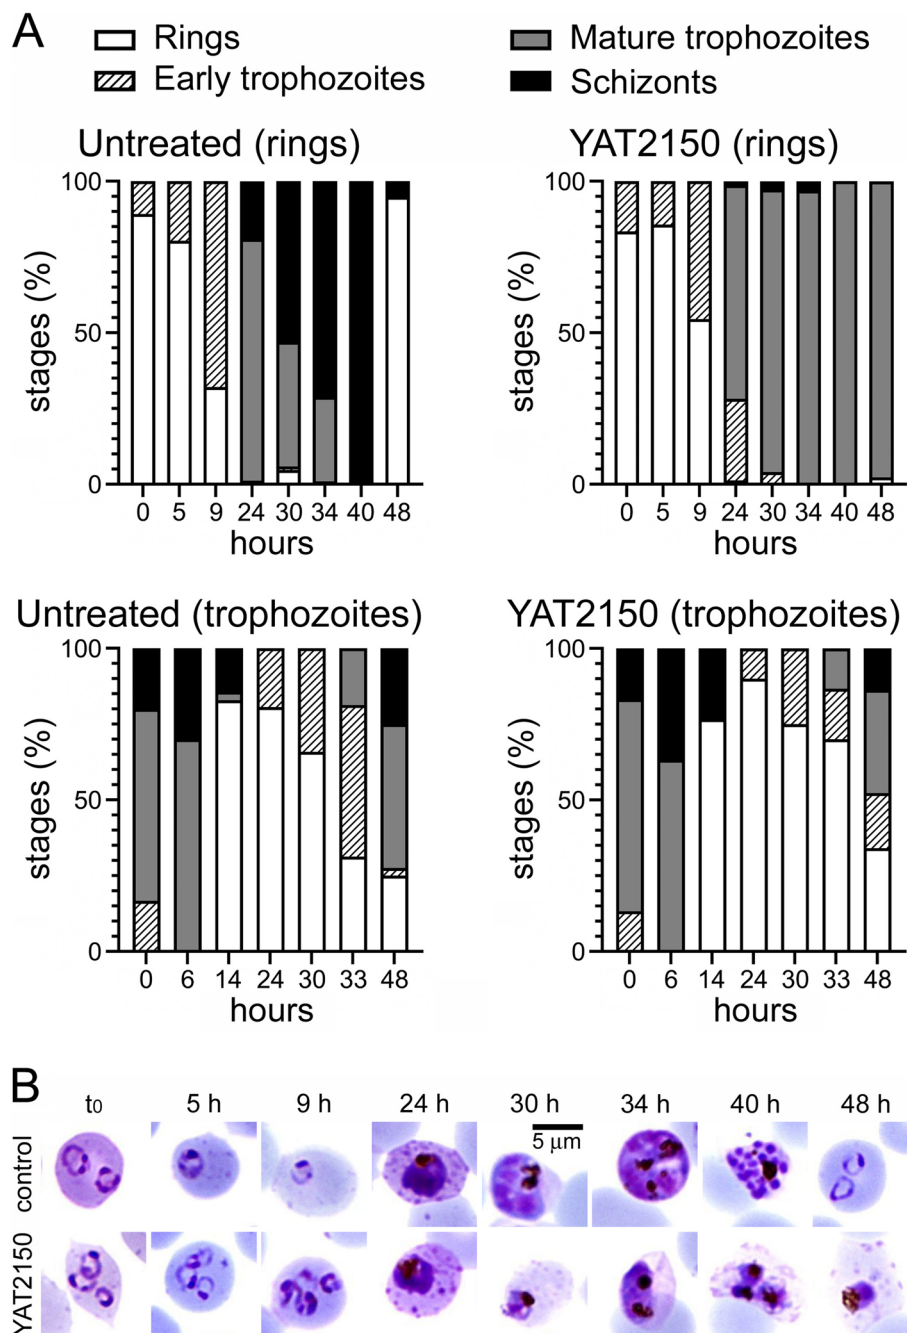 A
Rings
Mature trophozoites
Early trophozoites
Schizonts
Untreated (rings)
YAT2150 (rings)
stages (%)
100
50
0
0 5 9 24 30 34 40 48
hours
stages (%)
100
50
0
0 5 9 24 30 34 40 48
hours
Untreated (trophozoites)
YAT2150 (trophozoites)
stages (%)
100
50
0
0 6 14 24 30 33 48
hours
stages (%)
100
50
0
0 6 14 24 30 33 48
hours
B
t0 5 h 9 h 24 h 30 h 34 h 40 h 48 h
5 µm
control
YAT2150